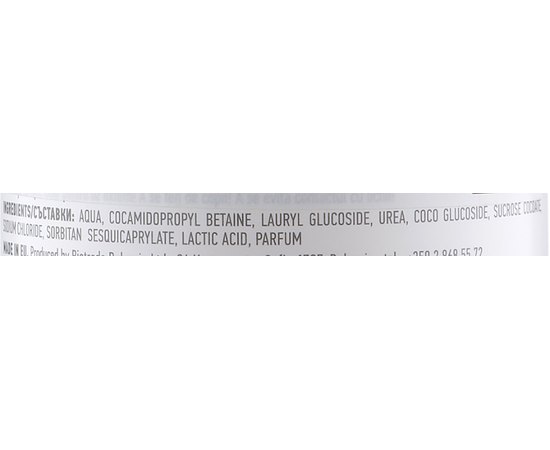 INGREDIENTS/СЪСТАВКИ: AQUA, COCAMIDOPROPYL BETAINE, LAURYL GLUCOSIDE, UREA, COCO GLUCOSIDE, SUCROSE COCOATE,
SODIUM CHLORIDE, SORBITAN SESQUICAPRYLATE, LACTIC ACID, PARFUM
MADE IN EU. Produced by